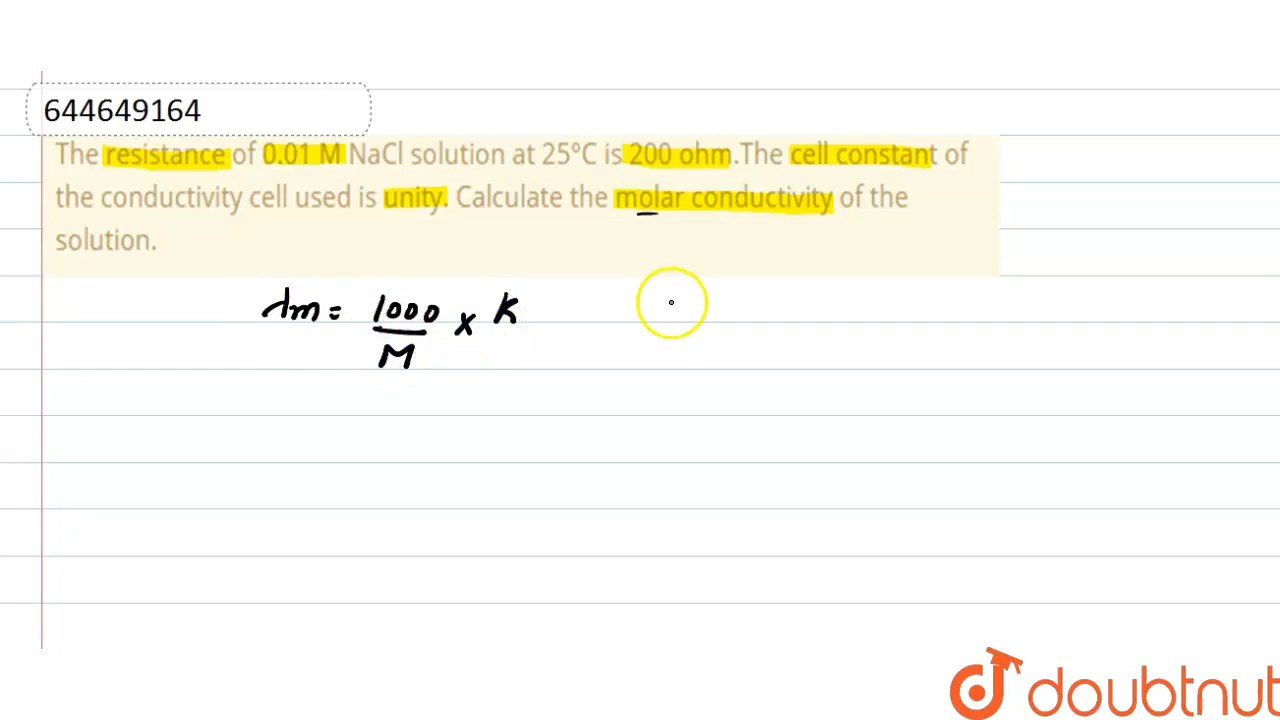 644649164
The resistance of 0.01 M NaCl solution at 25°C is 200 ohm.The cell constant of
the conductivity cell used is unity. Calculate the molar conductivity of the
solution.
λm = 1000/M × K
doubtnut